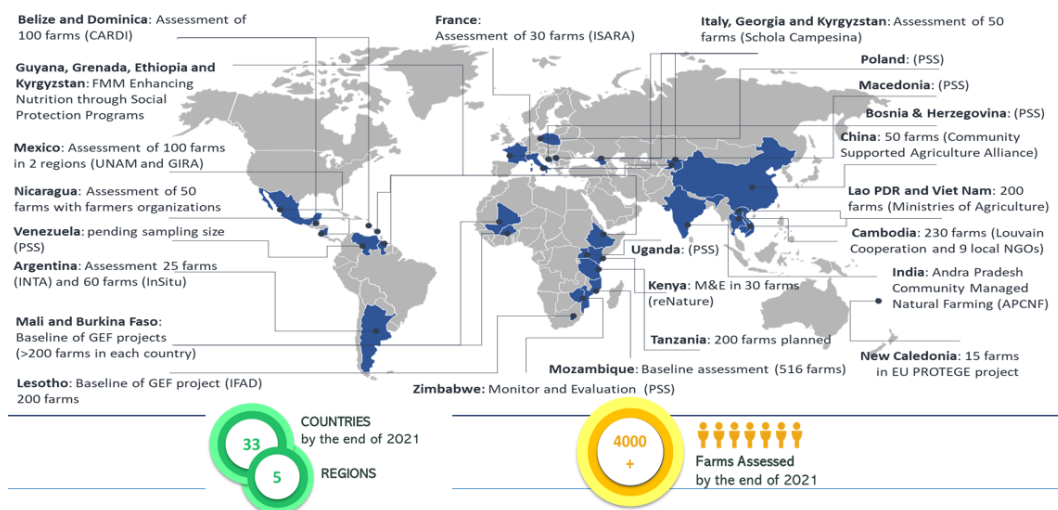 Belize and Dominica: Assessment of
100 farms (CARDI)
Guyana, Grenada, Ethiopia and
Kyrgyzstan: FMM Enhancing
Nutrition through Social
Protection Programs
Mexico: Assessment of 100 farms
in 2 regions (UNAM and GIRA)
Nicaragua: Assessment of 50
farms with farmers organizations
Venezuela: pending sampling size
(PSS)
Argentina: Assessment 25 farms
(INTA) and 60 farms (InSitu)
Mali and Burkina Faso:
Baseline of GEF projects
(>200 farms in each country)
Lesotho: Baseline of GEF project (IFAD)
200 farms
France:
Assessment of 30 farms (ISARA)
Italy, Georgia and Kyrgyzstan: Assessment of 50
farms (Schola Campesina)
Poland: (PSS)
Macedonia: (PSS)
Bosnia & Herzegovina: (PSS)
China: 50 farms (Community
Supported Agriculture Alliance)
Lao PDR and Viet Nam: 200
farms (Ministries of Agriculture)
Cambodia: 230 farms (Louvain
Cooperation and 9 local NGOs)
Uganda: (PSS)
India: Andra Pradesh
Community Managed
Natural Farming (APCNF)
Kenya: M&E in 30 farms
(reNature)
Tanzania: 200 farms planned
New Caledonia: 15 farms
in EU PROTEGE project
Mozambique: Baseline assessment (516 farms)
Zimbabwe: Monitor and Evaluation (PSS)
33
COUNTRIES
by the end of 2021
5
REGIONS
4000
+
Farms Assessed
by the end of 2021